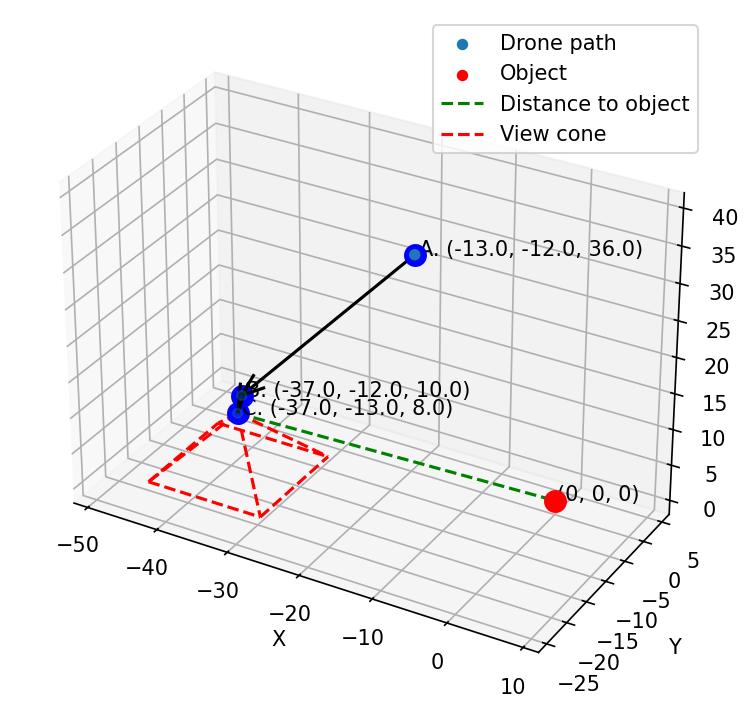 Drone path
Object
Distance to object
View cone
A. (-13.0, -12.0, 36.0)
B. (-37.0, -12.0, 10.0)
C. (-37.0, -13.0, 8.0)
(0, 0, 0)
40
35
30
25
20
15
10
5
0
5
0
−5
−10
−15
−20
−25
Y
−50
−40
−30
−20
−10
0
10
X